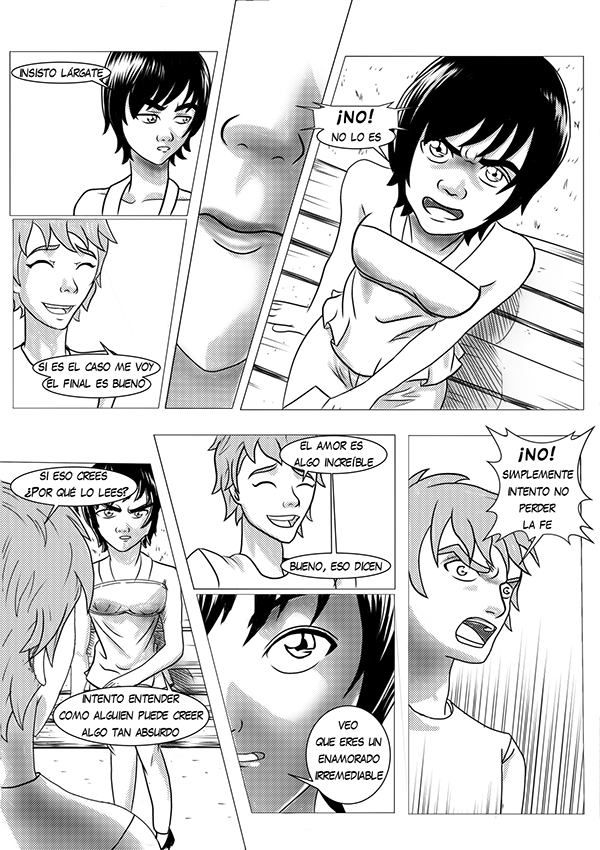 INSISTO LÁRGATE
SI ES EL CASO ME VOY
EL FINAL ES BUENO
¡NO!
NO LO ES
SI ESO CREES
¿POR QUÉ LO LEES?
INTENTO ENTENDER
COMO ALGUIEN PUEDE CREER
ALGO TAN ABSURDO
EL AMOR ES
ALGO INCREÍBLE
BUENO, ESO DICEN
VEO
QUE ERES UN
ENAMORADO
IRREMEDIABLE
¡NO!
SIMPLEMENTE
INTENTO NO
PERDER
LA FE